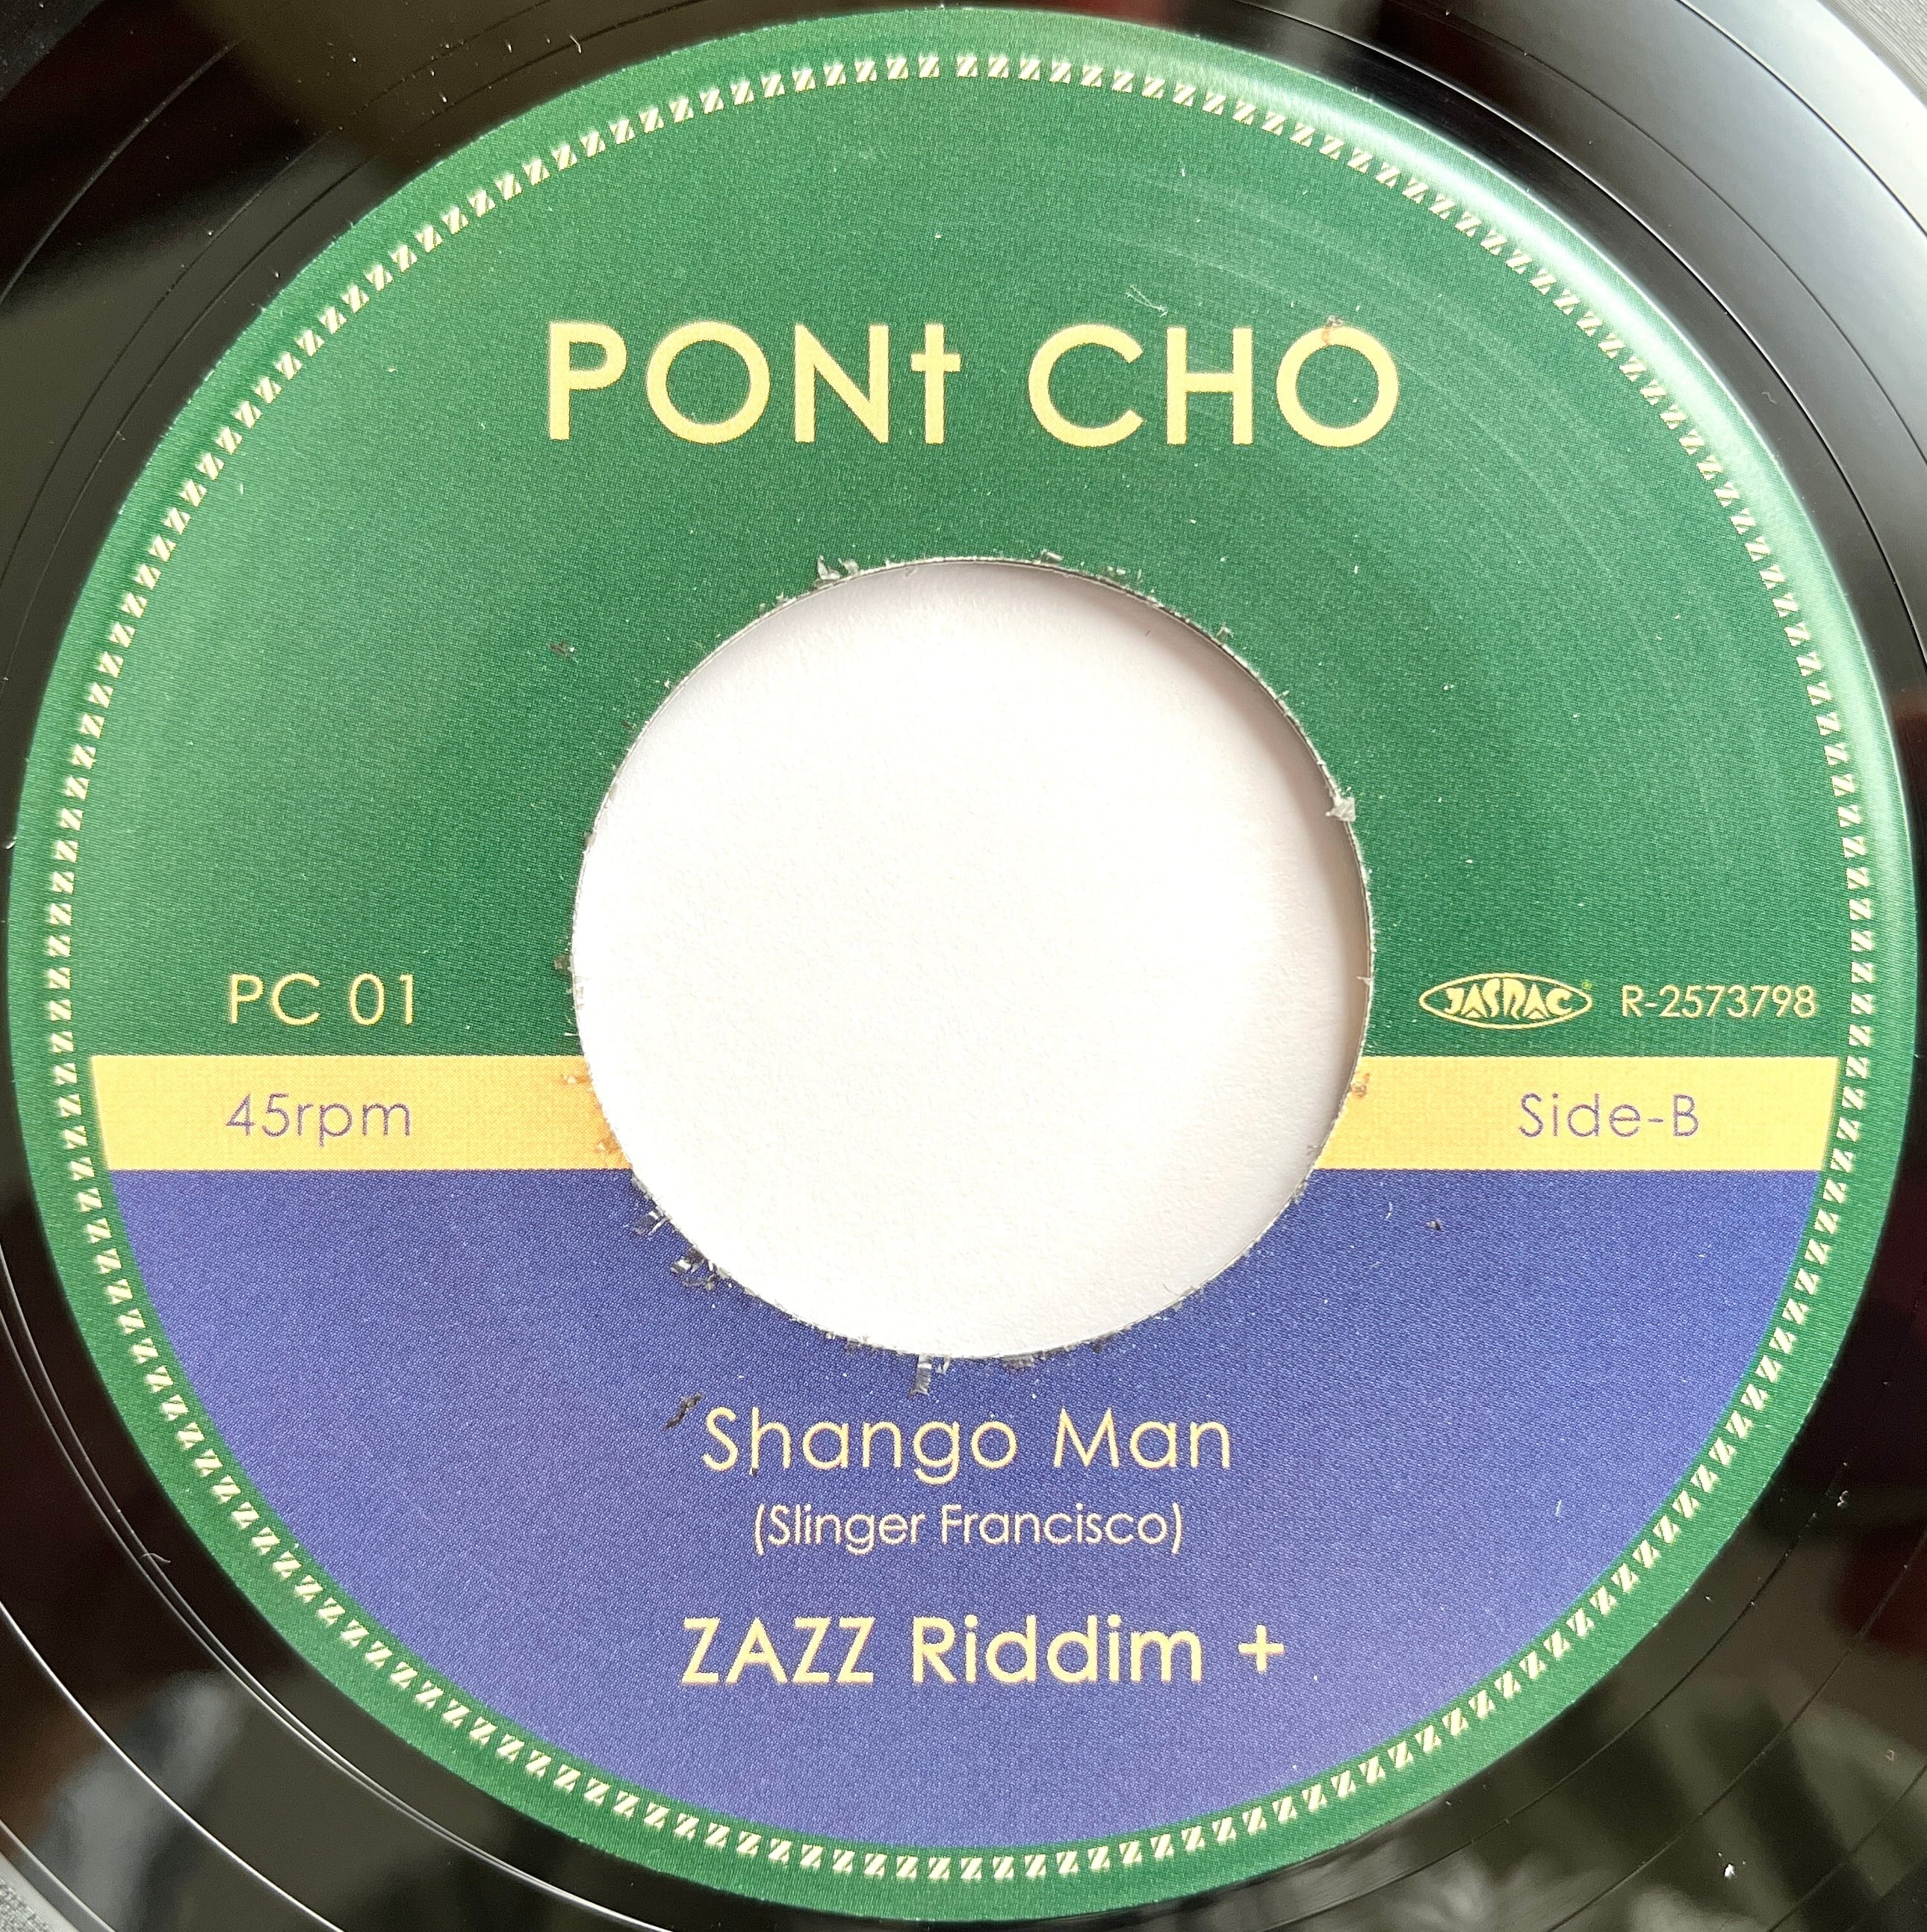 PONt CHO
PC 01
JASRAC R-2573798
45rpm
Side-B
Shango Man
(Slinger Francisco)
ZAZZ Riddim +